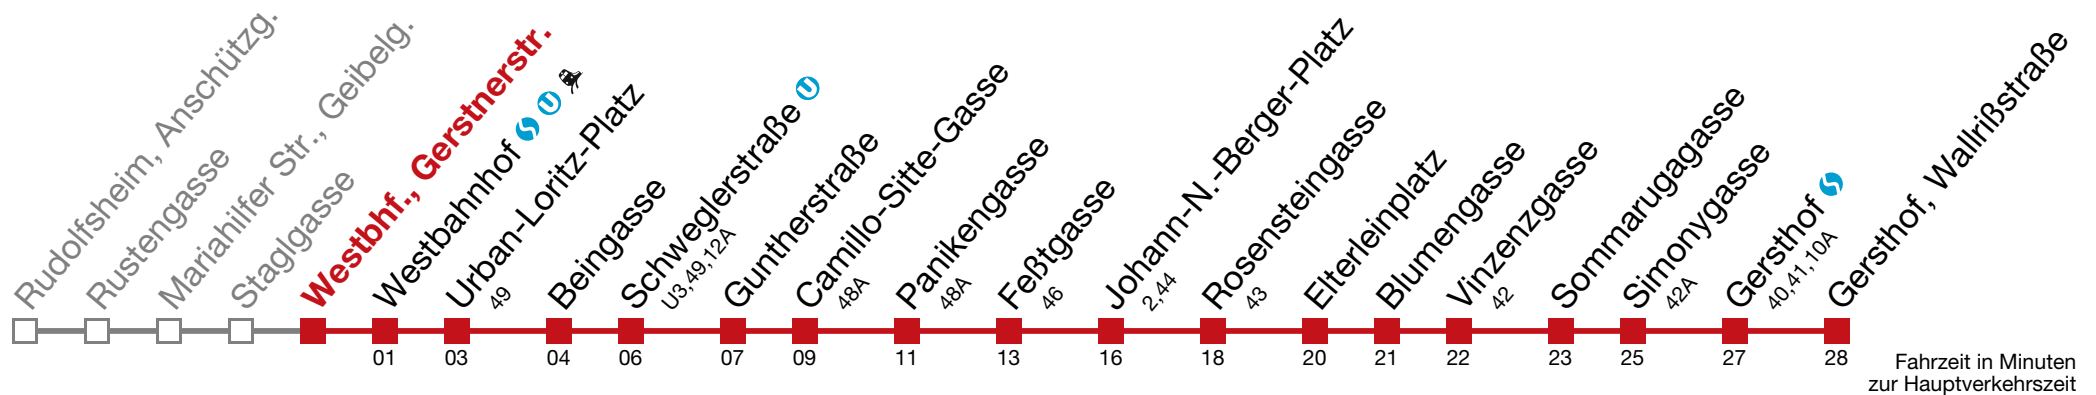 Rudolfsheim, Anschützg.
Rustengasse
Mariahilfer Str., Geibelg.
Staglgasse
Westbhf., Gerstnerstr.
Westbahnhof
01
Urban-Loritz-Platz
49
03
Beingasse
04
Schweglerstraße
U3,49,12A
06
Guntherstraße
07
Camillo-Sitte-Gasse
48A
09
Panikengasse
48A
11
Feßtgasse
46
13
Johann-N.-Berger-Platz
2,44
16
Rosensteingasse
43
18
Elterleinplatz
20
Blumengasse
21
Vinzenzgasse
42
22
Sommarugagasse
23
Simonygasse
42A
25
Gersthof
40,41,10A
27
Gersthof, Wallrißstraße
28
Fahrzeit in Minuten
zur Hauptverkehrszeit